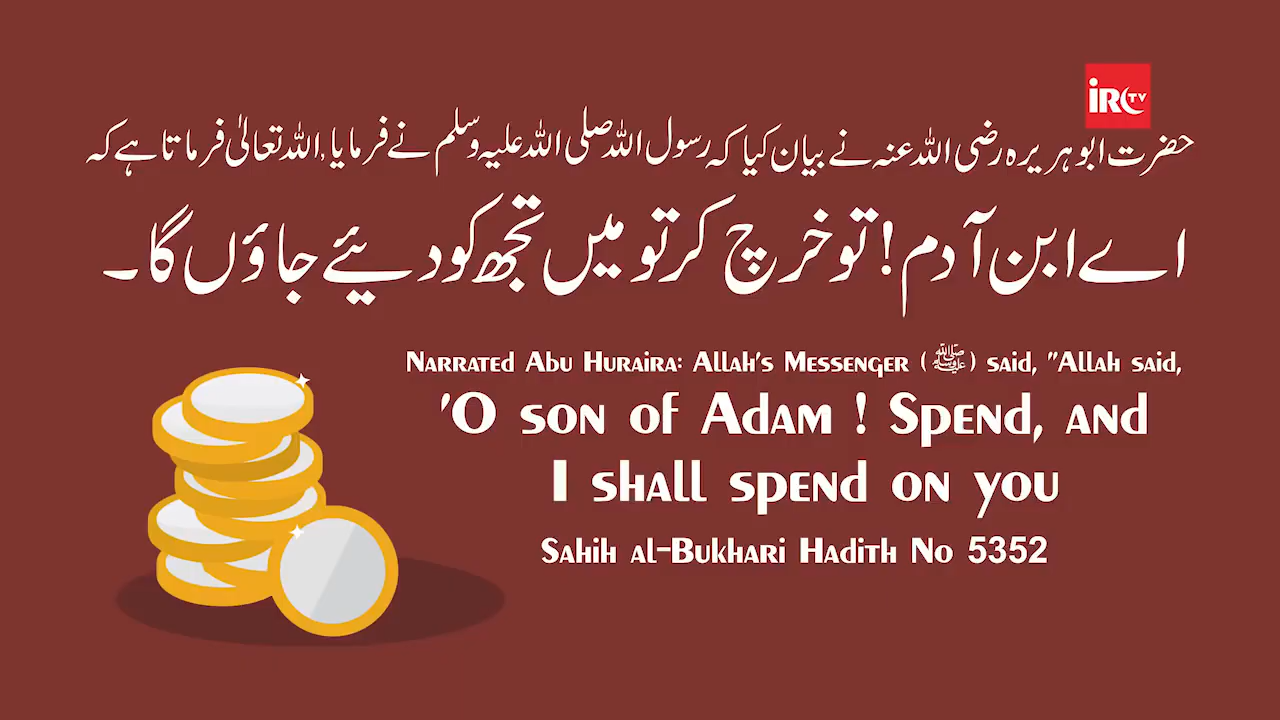 iRC TV
حضرت ابوہریرہ رضی اللہ عنہ نے بیان کیا کہ رسول اللہ صلی اللہ علیہ وسلم نے فرمایا, اللہ تعالیٰ فرماتا ہے کہ
اے ابن آدم! تو خرچ کر تو میں تجھ کو دیئے جاؤں گا۔
Narrated Abu Huraira: Allah's Messenger (ﷺ) said, "Allah said,
'O son of Adam ! Spend, and
I shall spend on you
Sahih al-Bukhari Hadith No 5352